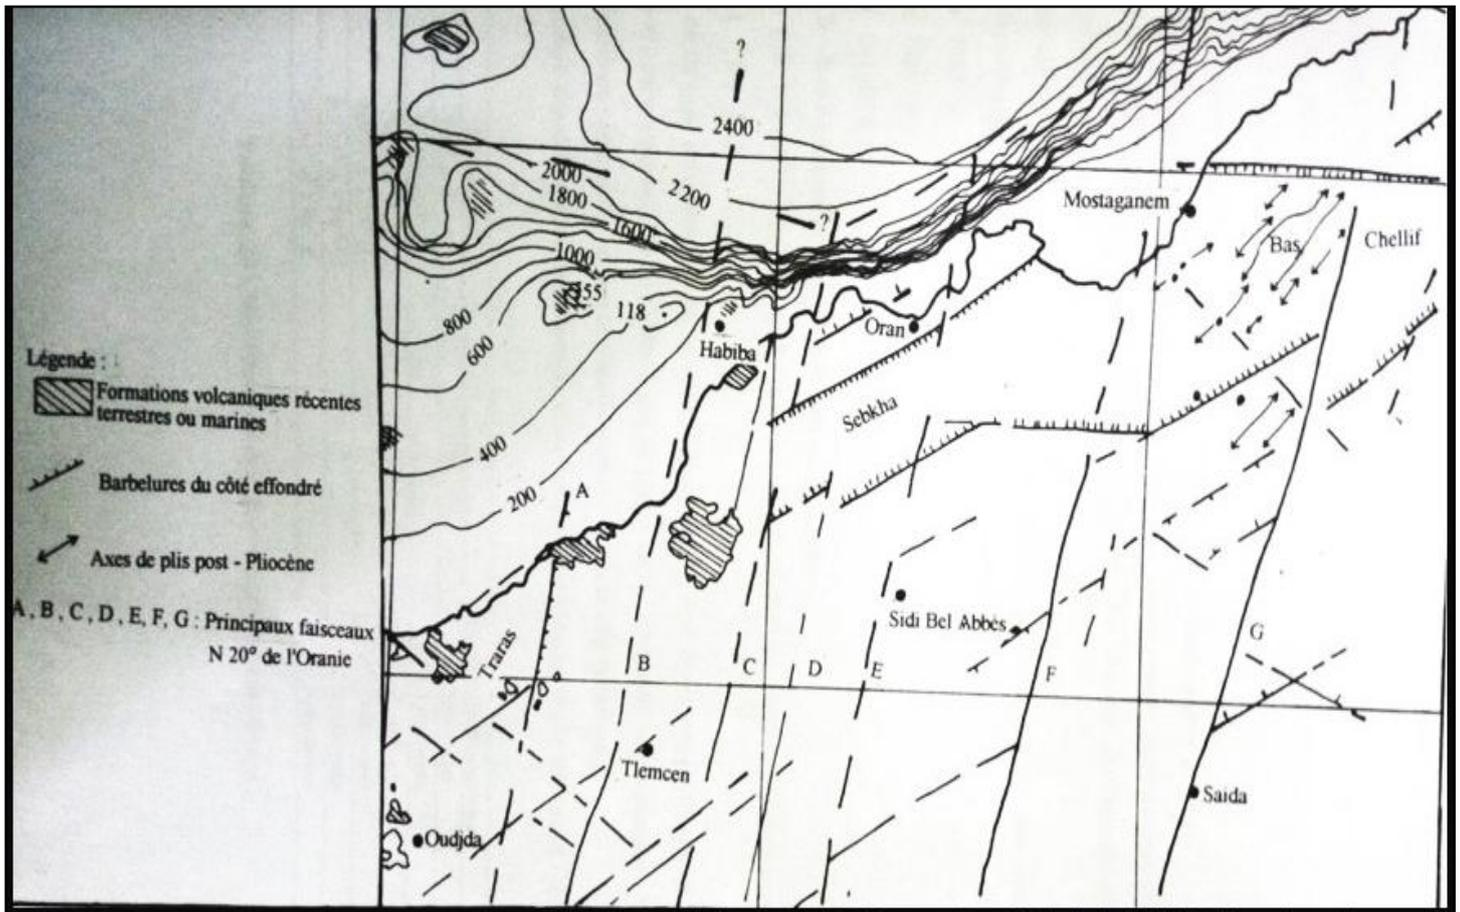 ?
2400
2000
1800
2200
1600
?
1000
Mostaganem
Bas
Chellif
155
118
800
600
Habiba
Oran
Légende :
Formations volcaniques récentes
terrestres ou marines
Sebkha
400
Barbelures du côté effondré
200
A
Axes de plis post - Pliocène
A, B, C, D, E, F, G : Principaux faisceaux
N 20° de l'Oranie
Sidi Bel Abbès
Traras
B
C
D
E
F
G
Tlemcen
Saida
Oudjda